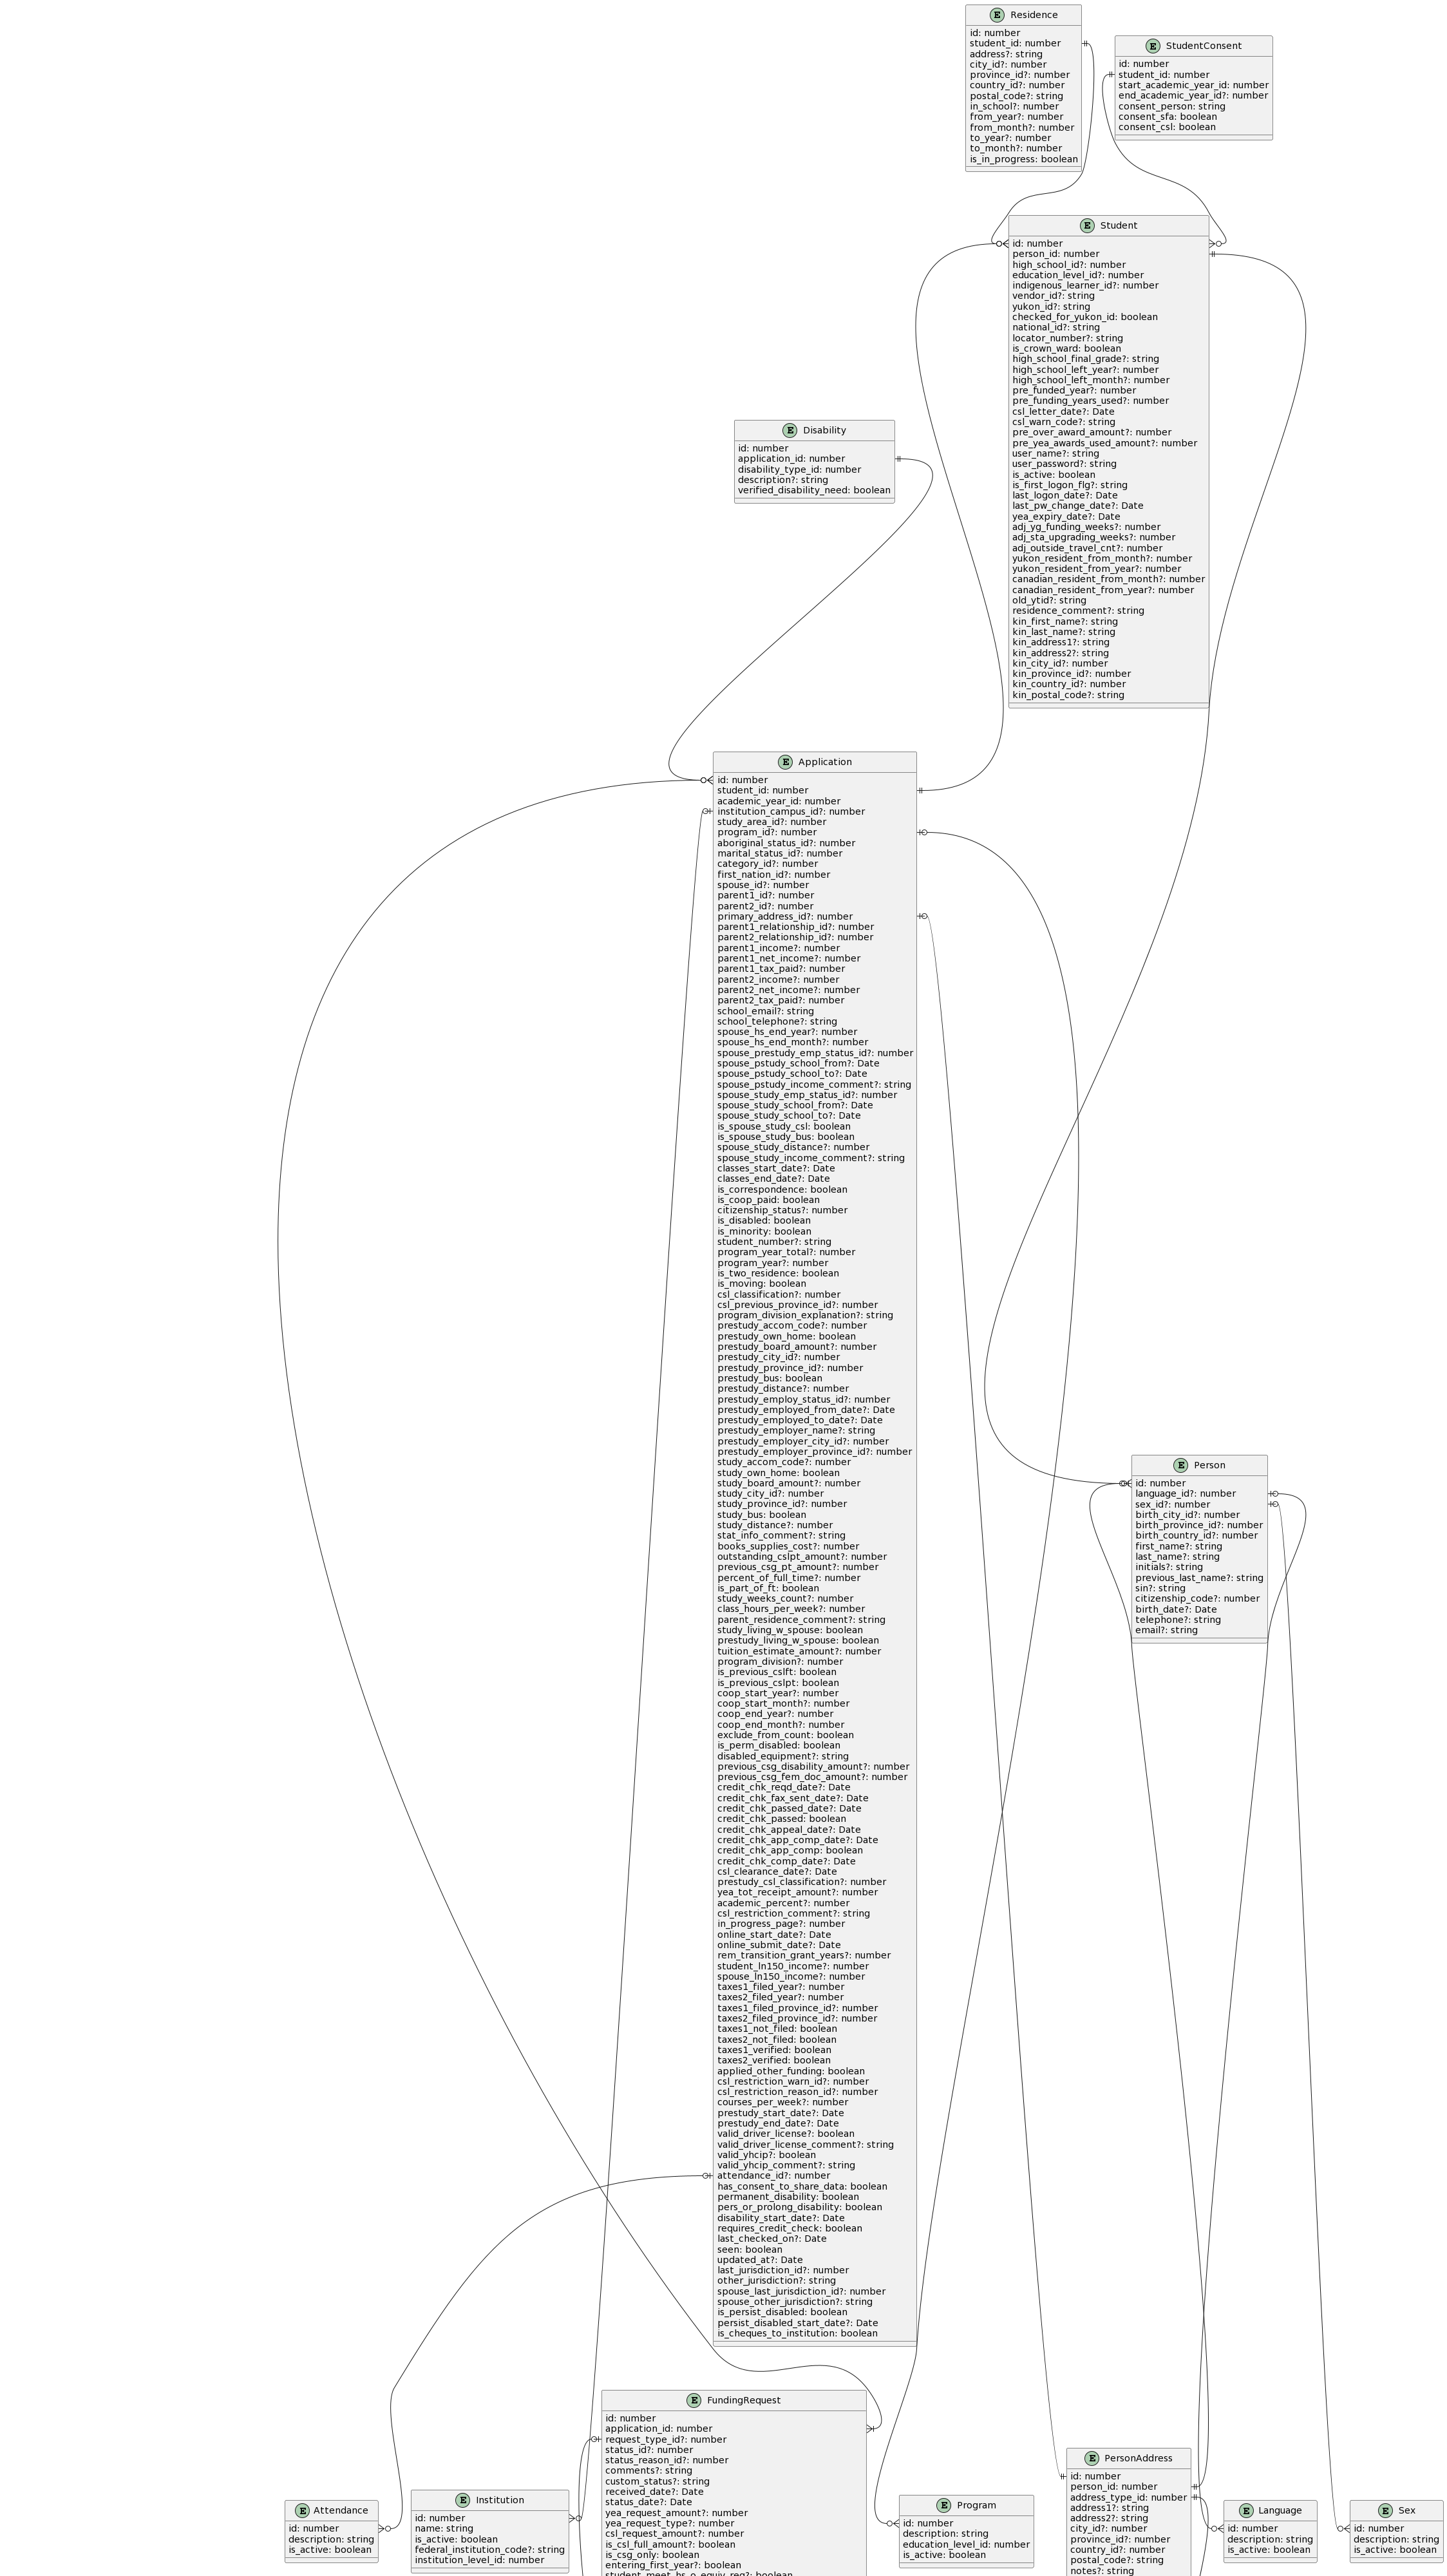 E Residence
id: number
student_id: number
address?: string
city_id?: number
province_id?: number
country_id?: number
postal_code?: string
in_school?: number
from_year?: number
from_month?: number
to_year?: number
to_month?: number
is_in_progress: boolean
E StudentConsent
id: number
student_id: number
start_academic_year_id: number
end_academic_year_id?: number
consent_person: string
consent_sfa: boolean
consent_csl: boolean
E Student
id: number
person_id: number
high_school_id?: number
education_level_id?: number
indigenous_learner_id?: number
vendor_id?: string
yukon_id?: string
checked_for_yukon_id: boolean
national_id?: string
locator_number?: string
is_crown_ward: boolean
high_school_final_grade?: string
high_school_left_year?: number
high_school_left_month?: number
pre_funded_year?: number
pre_funding_years_used?: number
csl_letter_date?: Date
csl_warn_code?: string
pre_over_award_amount?: number
pre_yea_awards_used_amount?: number
user_name?: string
user_password?: string
is_active: boolean
is_first_logon_flg?: string
last_logon_date?: Date
last_pw_change_date?: Date
yea_expiry_date?: Date
adj_yg_funding_weeks?: number
adj_sta_upgrading_weeks?: number
adj_outside_travel_cnt?: number
yukon_resident_from_month?: number
yukon_resident_from_year?: number
canadian_resident_from_month?: number
canadian_resident_from_year?: number
old_ytid?: string
residence_comment?: string
kin_first_name?: string
kin_last_name?: string
kin_address1?: string
kin_address2?: string
kin_city_id?: number
kin_province_id?: number
kin_country_id?: number
kin_postal_code?: string
E Disability
id: number
application_id: number
disability_type_id: number
description?: string
verified_disability_need: boolean
E Application
id: number
student_id: number
academic_year_id: number
institution_campus_id?: number
study_area_id?: number
program_id?: number
aboriginal_status_id?: number
marital_status_id?: number
category_id?: number
first_nation_id?: number
spouse_id?: number
parent1_id?: number
parent2_id?: number
primary_address_id?: number
parent1_relationship_id?: number
parent2_relationship_id?: number
parent1_income?: number
parent1_net_income?: number
parent1_tax_paid?: number
parent2_income?: number
parent2_net_income?: number
parent2_tax_paid?: number
school_email?: string
school_telephone?: string
spouse_hs_end_year?: number
spouse_hs_end_month?: number
spouse_prestudy_emp_status_id?: number
spouse_pstudy_school_from?: Date
spouse_pstudy_school_to?: Date
spouse_pstudy_income_comment?: string
spouse_study_emp_status_id?: number
spouse_study_school_from?: Date
spouse_study_school_to?: Date
is_spouse_study_csl: boolean
is_spouse_study_bus: boolean
spouse_study_distance?: number
spouse_study_income_comment?: string
classes_start_date?: Date
classes_end_date?: Date
is_correspondence: boolean
is_coop_paid: boolean
citizenship_status?: number
is_disabled: boolean
is_minority: boolean
student_number?: string
program_year_total?: number
program_year?: number
is_two_residence: boolean
is_moving: boolean
csl_classification?: number
csl_previous_province_id?: number
program_division_explanation?: string
prestudy_accom_code?: number
prestudy_own_home: boolean
prestudy_board_amount?: number
prestudy_city_id?: number
prestudy_province_id?: number
prestudy_bus: boolean
prestudy_distance?: number
prestudy_employ_status_id?: number
prestudy_employed_from_date?: Date
prestudy_employed_to_date?: Date
prestudy_employer_name?: string
prestudy_employer_city_id?: number
prestudy_employer_province_id?: number
study_accom_code?: number
study_own_home: boolean
study_board_amount?: number
study_city_id?: number
study_province_id?: number
study_bus: boolean
study_distance?: number
stat_info_comment?: string
books_supplies_cost?: number
outstanding_cslpt_amount?: number
previous_csg_pt_amount?: number
percent_of_full_time?: number
is_part_of_ft: boolean
study_weeks_count?: number
class_hours_per_week?: number
parent_residence_comment?: string
study_living_w_spouse: boolean
prestudy_living_w_spouse: boolean
tuition_estimate_amount?: number
program_division?: number
is_previous_cslft: boolean
is_previous_cslpt: boolean
coop_start_year?: number
coop_start_month?: number
coop_end_year?: number
coop_end_month?: number
exclude_from_count: boolean
is_perm_disabled: boolean
disabled_equipment?: string
previous_csg_disability_amount?: number
previous_csg_fem_doc_amount?: number
credit_chk_reqd_date?: Date
credit_chk_fax_sent_date?: Date
credit_chk_passed_date?: Date
credit_chk_passed: boolean
credit_chk_appeal_date?: Date
credit_chk_app_comp_date?: Date
credit_chk_app_comp: boolean
credit_chk_comp_date?: Date
csl_clearance_date?: Date
prestudy_csl_classification?: number
yea_tot_receipt_amount?: number
academic_percent?: number
csl_restriction_comment?: string
in_progress_page?: number
online_start_date?: Date
online_submit_date?: Date
rem_transition_grant_years?: number
student_ln150_income?: number
spouse_ln150_income?: number
taxes1_filed_year?: number
taxes2_filed_year?: number
taxes1_filed_province_id?: number
taxes2_filed_province_id?: number
taxes1_not_filed: boolean
taxes2_not_filed: boolean
taxes1_verified: boolean
taxes2_verified: boolean
applied_other_funding: boolean
csl_restriction_warn_id?: number
csl_restriction_reason_id?: number
courses_per_week?: number
prestudy_start_date?: Date
prestudy_end_date?: Date
valid_driver_license?: boolean
valid_driver_license_comment?: string
valid_yhcip?: boolean
valid_yhcip_comment?: string
attendance_id?: number
has_consent_to_share_data: boolean
permanent_disability: boolean
pers_or_prolong_disability: boolean
disability_start_date?: Date
requires_credit_check: boolean
last_checked_on?: Date
seen: boolean
updated_at?: Date
last_jurisdiction_id?: number
other_jurisdiction?: string
spouse_last_jurisdiction_id?: number
spouse_other_jurisdiction?: string
is_persist_disabled: boolean
persist_disabled_start_date?: Date
is_cheques_to_institution: boolean
E Person
id: number
language_id?: number
sex_id?: number
birth_city_id?: number
birth_province_id?: number
birth_country_id?: number
first_name?: string
last_name?: string
initials?: string
previous_last_name?: string
sin?: string
citizenship_code?: number
birth_date?: Date
telephone?: string
email?: string
E Attendance
id: number
description: string
is_active: boolean
E Institution
id: number
name: string
is_active: boolean
federal_institution_code?: string
institution_level_id: number
E FundingRequest
id: number
application_id: number
request_type_id?: number
status_id?: number
status_reason_id?: number
comments?: string
custom_status?: string
received_date?: Date
status_date?: Date
yea_request_amount?: number
yea_request_type?: number
csl_request_amount?: number
is_csl_full_amount?: boolean
is_csg_only: boolean
entering_first_year?: boolean
student_meet_hs_o_equiv_req?: boolean
E Program
id: number
description: string
education_level_id: number
is_active: boolean
E PersonAddress
id: number
person_id: number
address_type_id: number
address1?: string
address2?: string
city_id?: number
province_id?: number
country_id?: number
postal_code?: string
notes?: string
E Language
id: number
description: string
is_active: boolean
E Sex
id: number
description: string
is_active: boolean